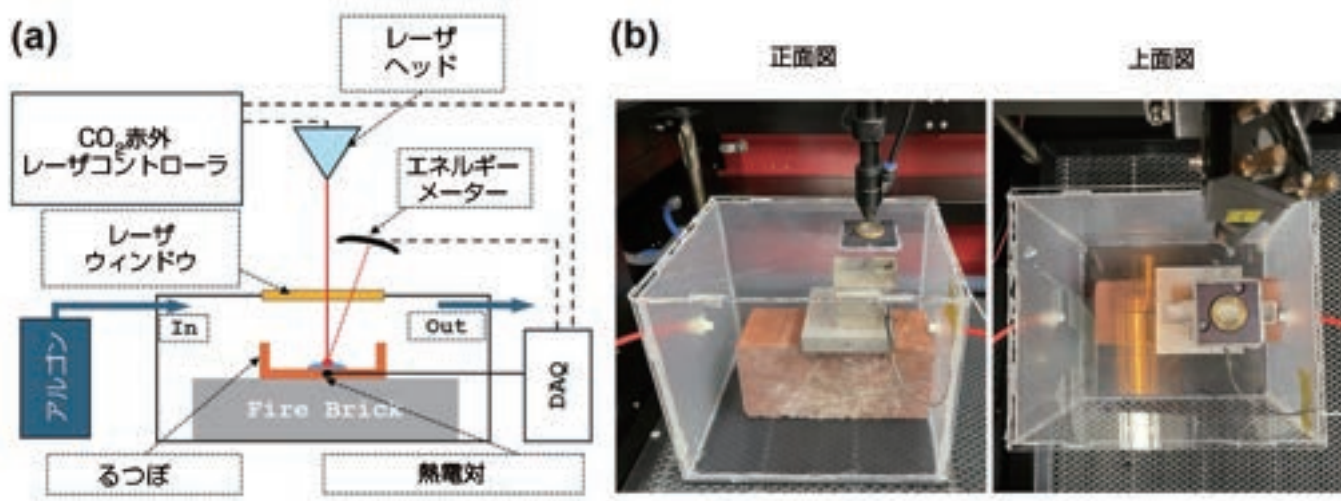 (a)
レーザ
ヘッド
CO₂赤外
レーザコントローラ
エネルギー
メーター
レーザ
ウィンドウ
In
Out
アルゴン
DAQ
Fire Brick
るつぼ
熱電対
(b)
正面図
上面図